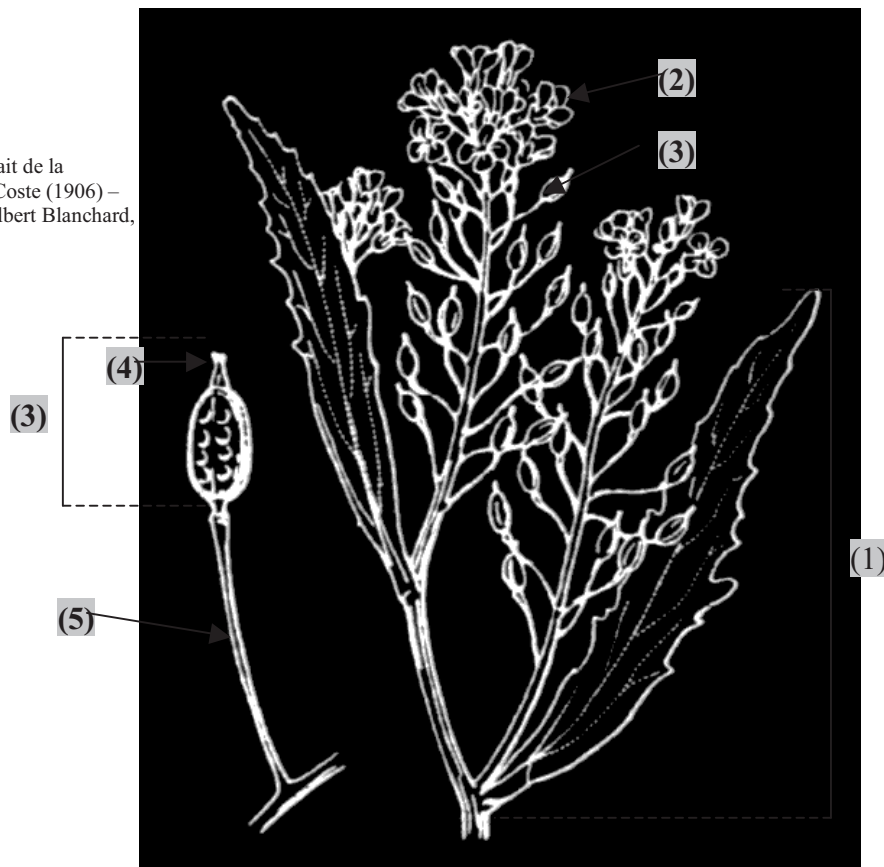 (2)
(3)
ait de la
Coste (1906) –
lbert Blanchard,
(4)
(3)
(1)
(5)